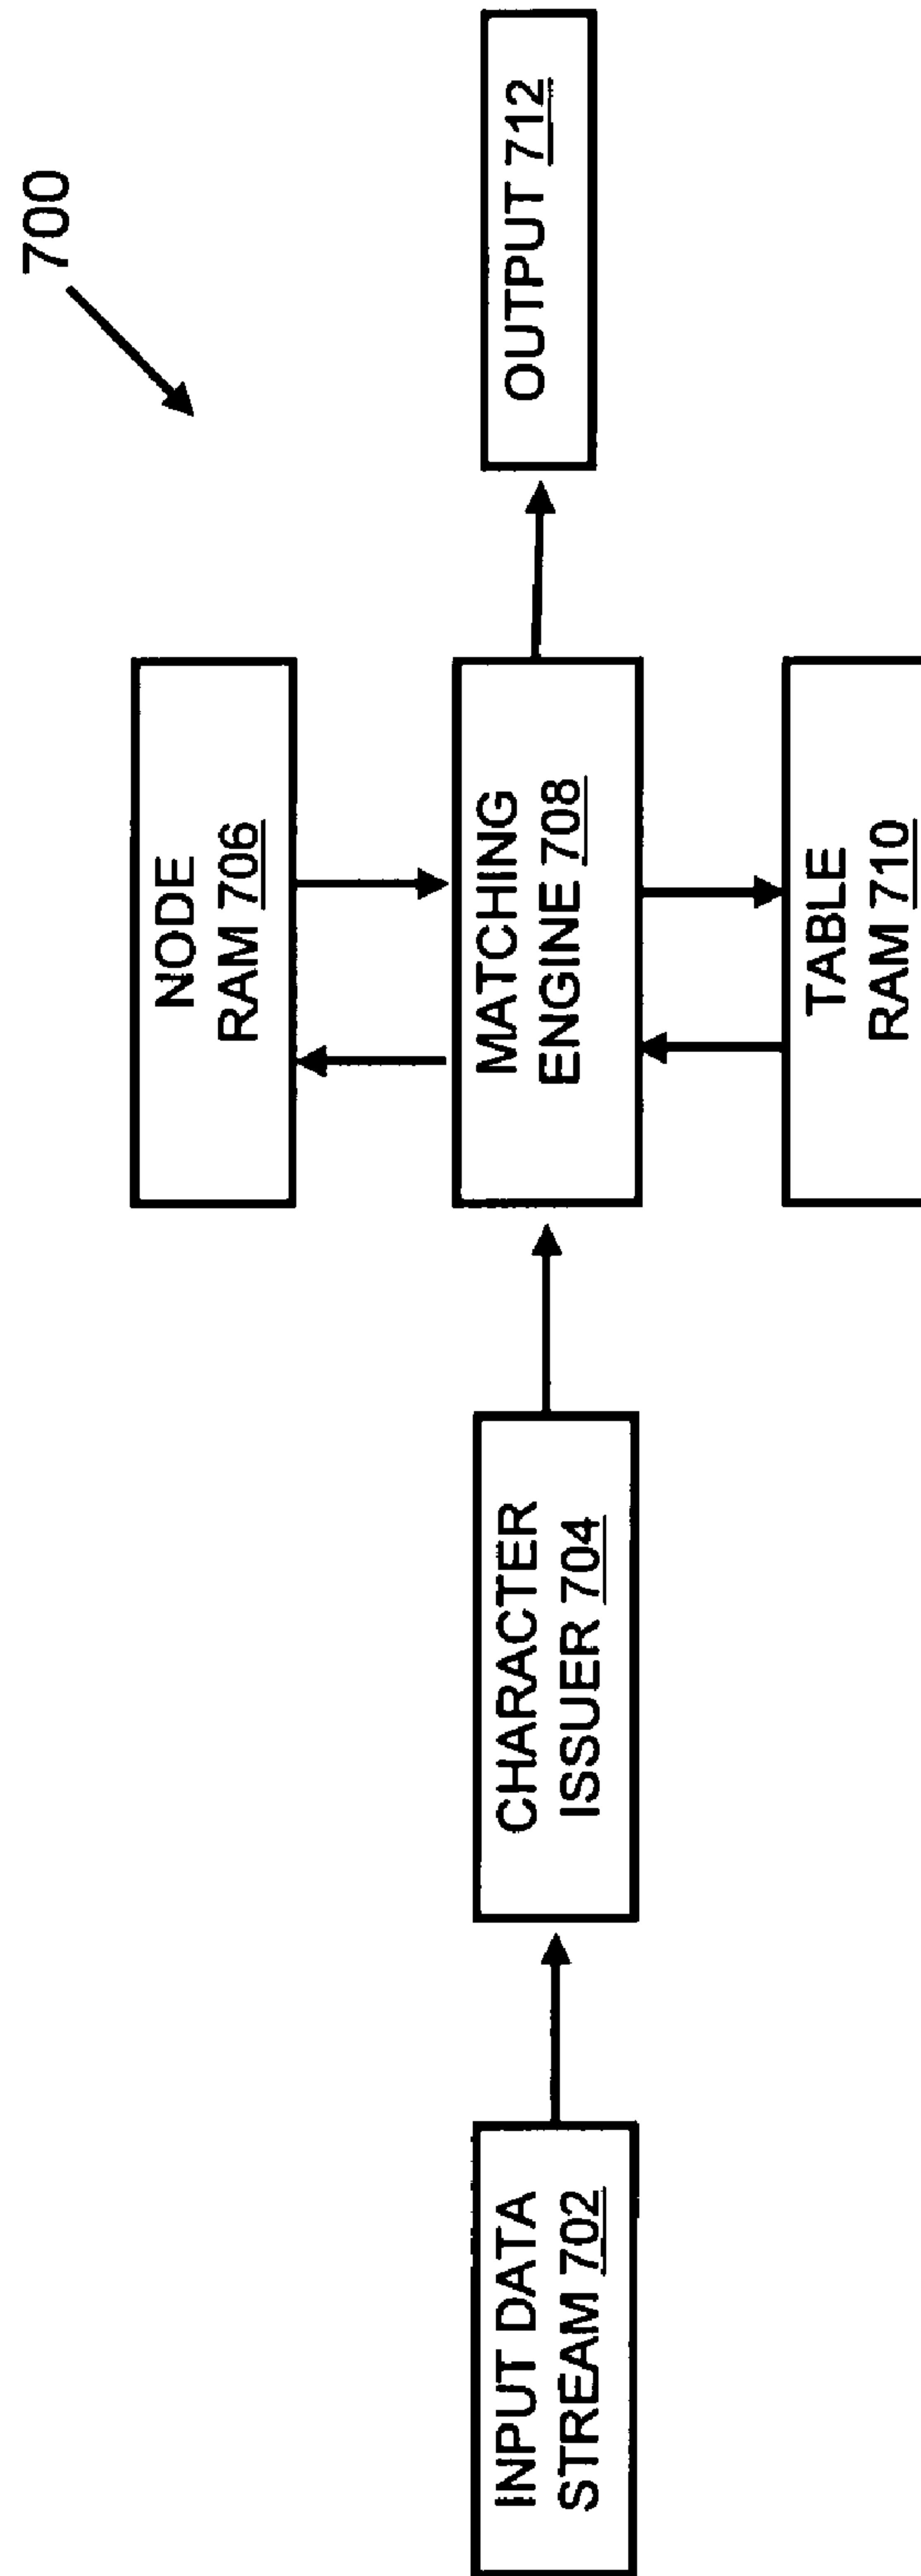 700
INPUT DATA
STREAM 702
CHARACTER
ISSUER 704
NODE
RAM 706
MATCHING
ENGINE 708
TABLE
RAM 710
OUTPUT 712